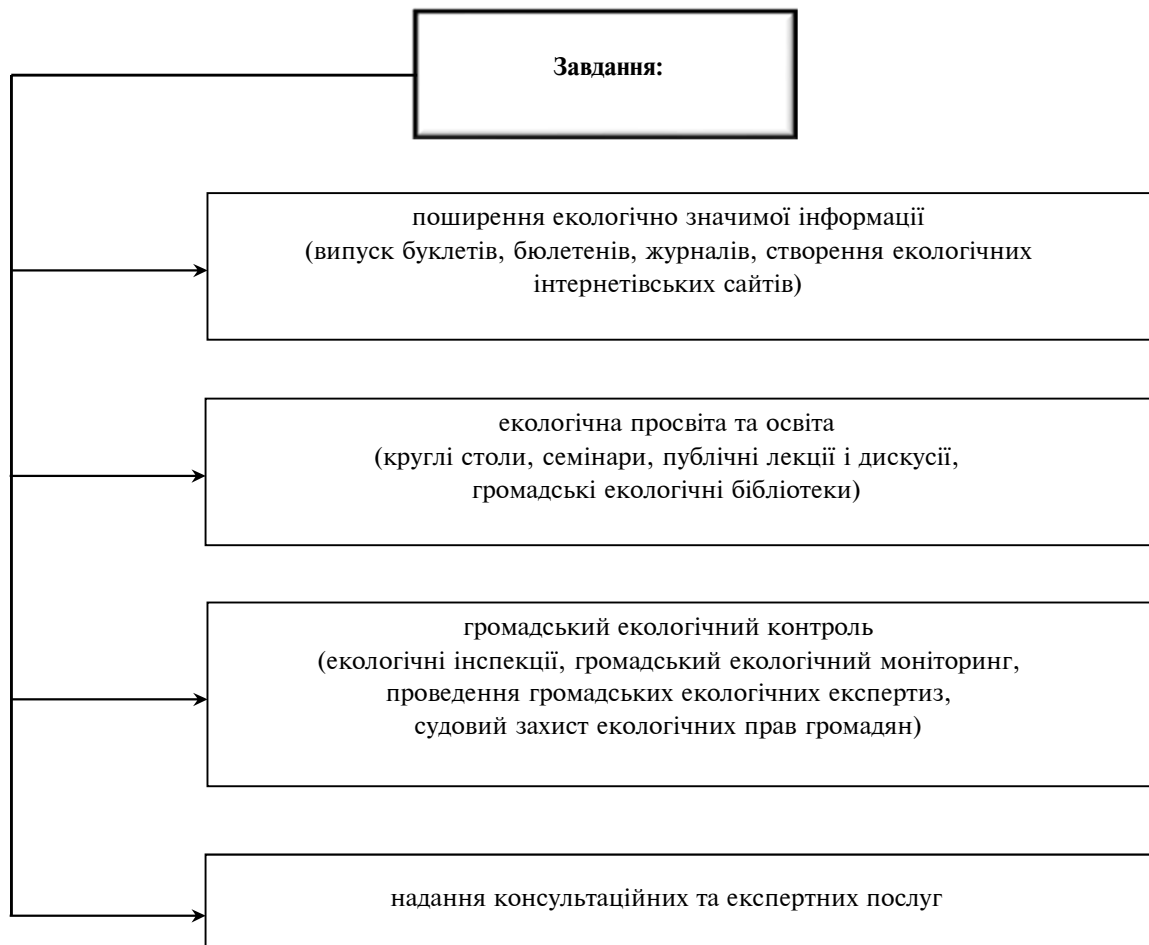 Завдання:
поширення екологічно значимої інформації
(випуск буклетів, бюлетенів, журналів, створення екологічних
інтернетівських сайтів)
екологічна просвіта та освіта
(круглі столи, семінари, публічні лекції і дискусії,
громадські екологічні бібліотеки)
громадський екологічний контроль
(екологічні інспекції, громадський екологічний моніторинг,
проведення громадських екологічних експертиз,
судовий захист екологічних прав громадян)
надання консультаційних та експертних послуг